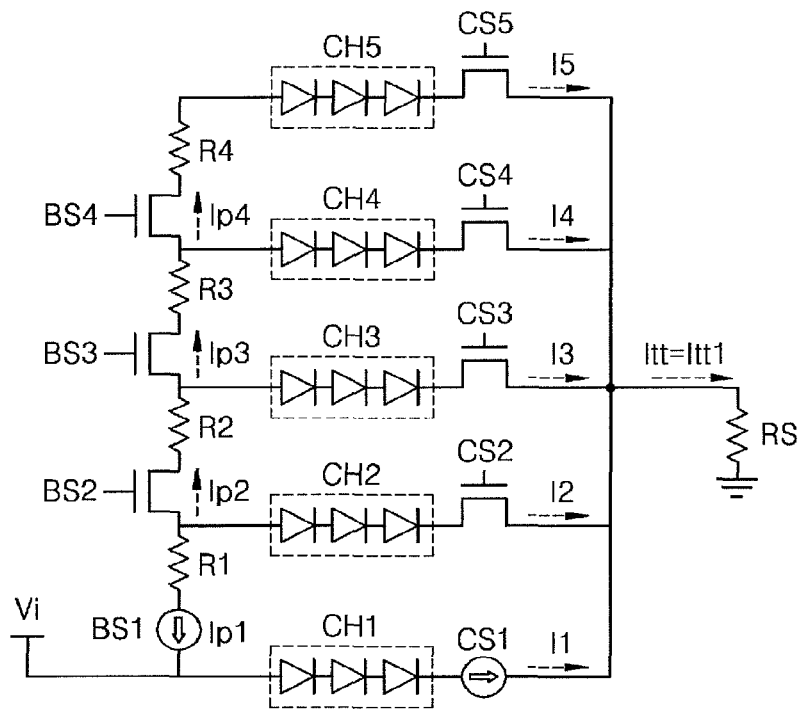 CS5
CH5
I5
R4
BS4
Ip4
CH4
CS4
I4
R3
BS3
Ip3
CH3
CS3
I3
Itt=Itt1
RS
R2
BS2
Ip2
CH2
CS2
I2
R1
Vi
BS1
Ip1
CH1
CS1
I1